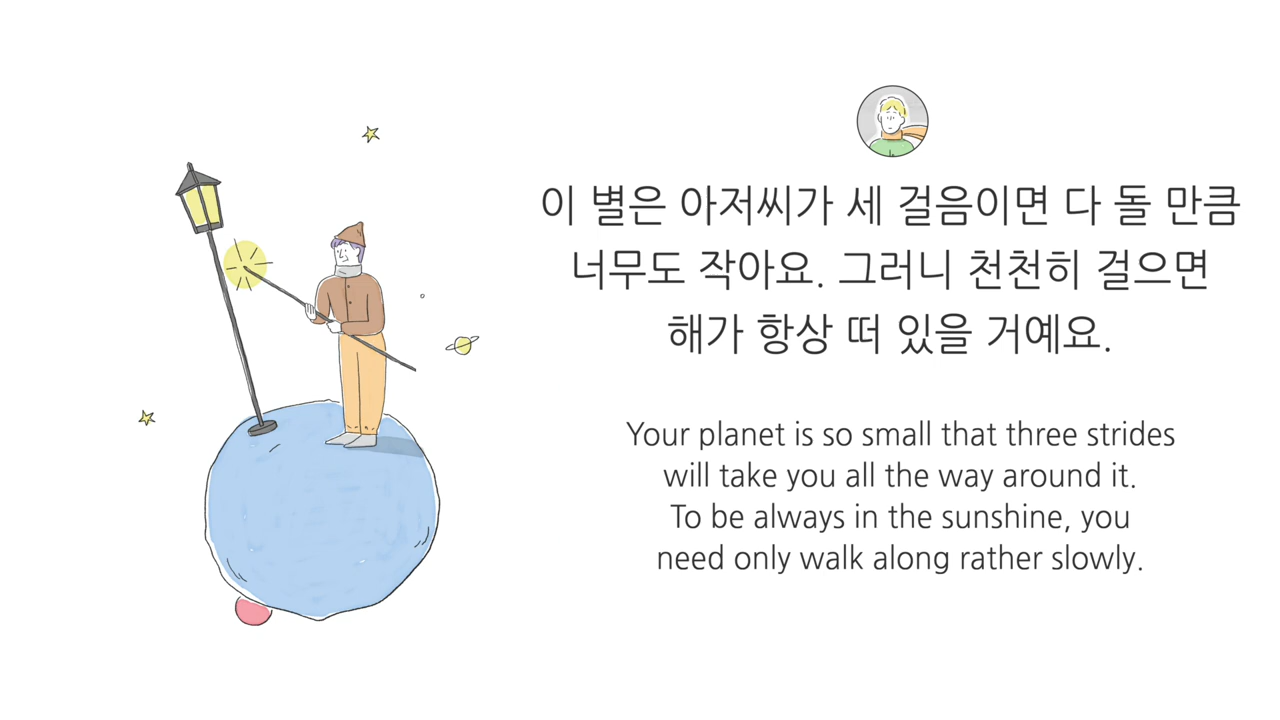 이 별은 아저씨가 세 걸음이면 다 돌 만큼
너무도 작아요. 그러니 천천히 걸으면
해가 항상 떠 있을 거예요.
Your planet is so small that three strides
will take you all the way around it.
To be always in the sunshine, you
need only walk along rather slowly.